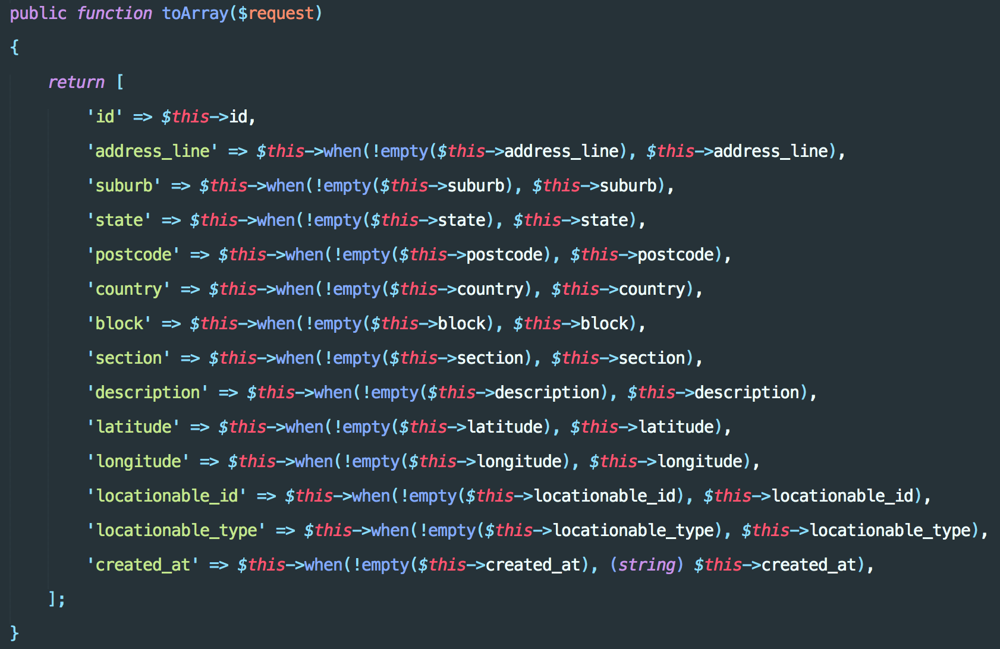 public function toArray($request)
{
    return [
        'id' => $this->id,
        'address_line' => $this->when(!empty($this->address_line), $this->address_line),
        'suburb' => $this->when(!empty($this->suburb), $this->suburb),
        'state' => $this->when(!empty($this->state), $this->state),
        'postcode' => $this->when(!empty($this->postcode), $this->postcode),
        'country' => $this->when(!empty($this->country), $this->country),
        'block' => $this->when(!empty($this->block), $this->block),
        'section' => $this->when(!empty($this->section), $this->section),
        'description' => $this->when(!empty($this->description), $this->description),
        'latitude' => $this->when(!empty($this->latitude), $this->latitude),
        'longitude' => $this->when(!empty($this->longitude), $this->longitude),
        'locationable_id' => $this->when(!empty($this->locationable_id), $this->locationable_id),
        'locationable_type' => $this->when(!empty($this->locationable_type), $this->locationable_type),
        'created_at' => $this->when(!empty($this->created_at), (string) $this->created_at),
    ];
}